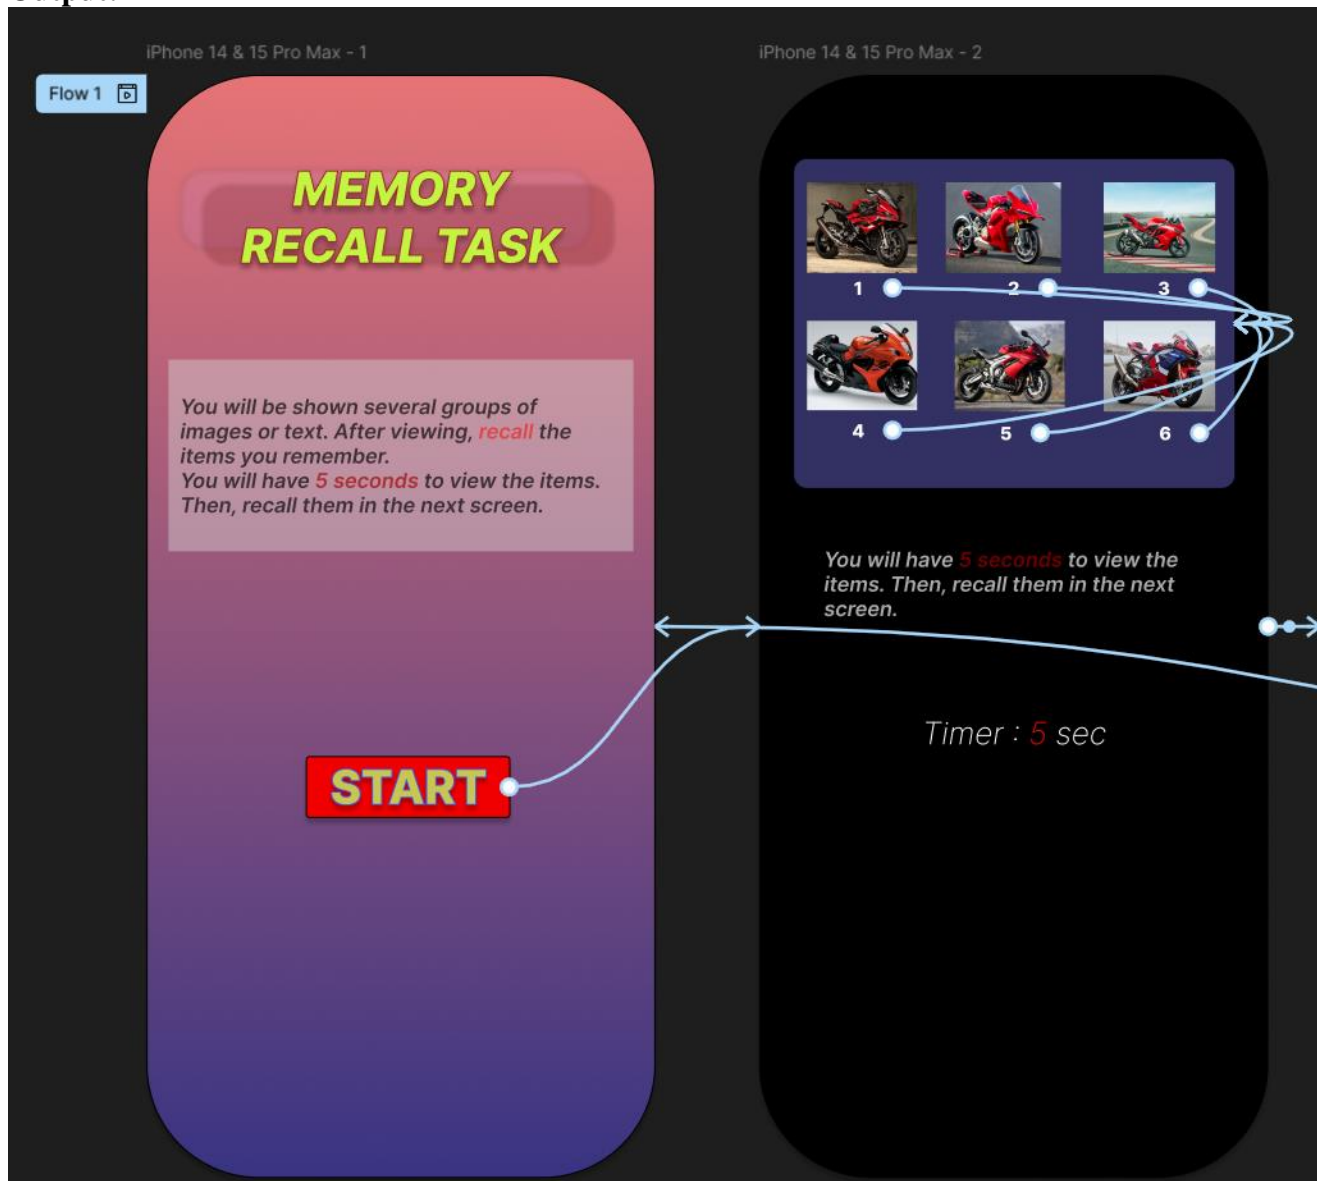 iPhone 14 & 15 Pro Max - 1
Flow 1
MEMORY
RECALL TASK
You will be shown several groups of
images or text. After viewing, recall the
items you remember.
You will have 5 seconds to view the items.
Then, recall them in the next screen.
START
iPhone 14 & 15 Pro Max - 2
1 2 3
4 5 6
You will have 5 seconds to view the
items. Then, recall them in the next
screen.
Timer : 5 sec